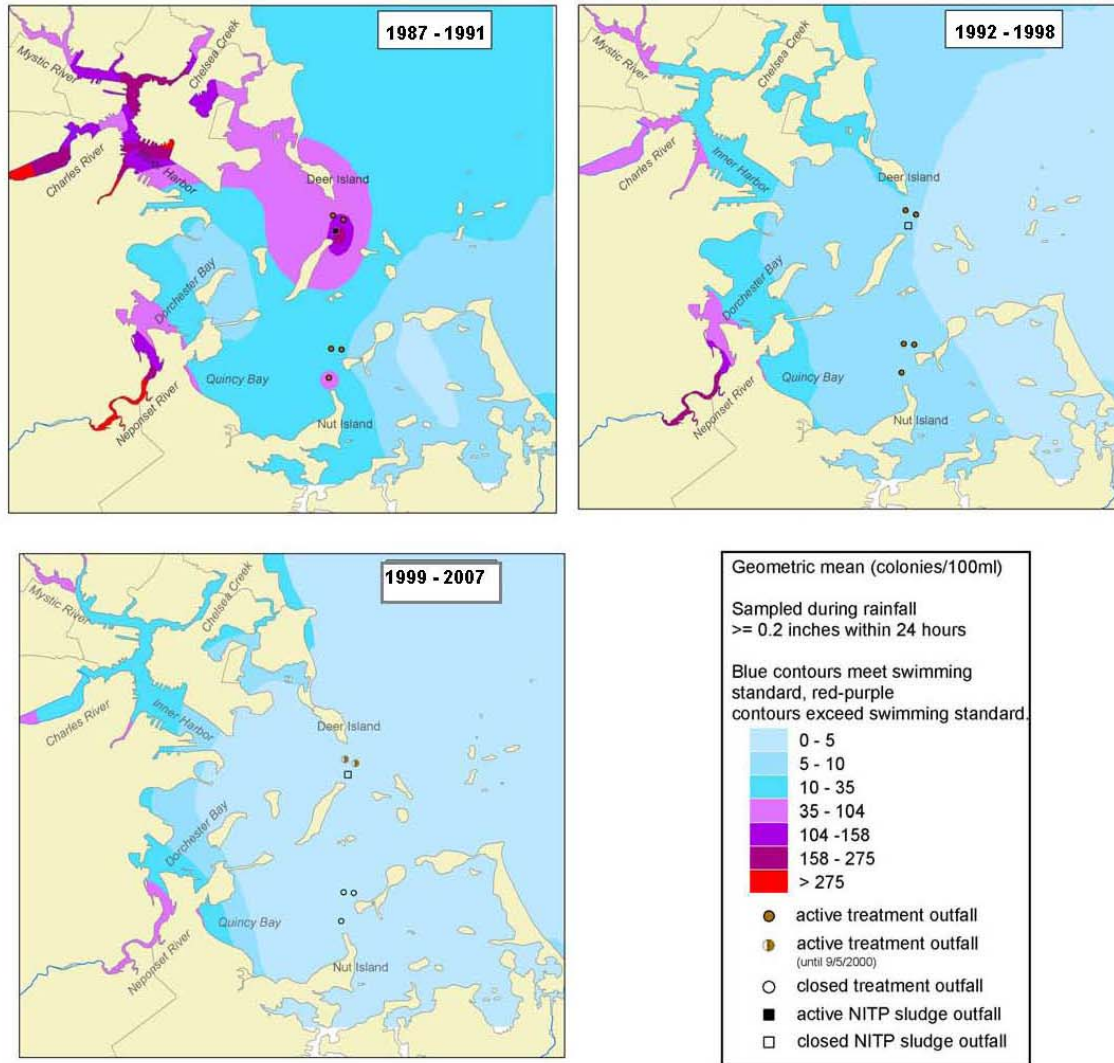 1987 - 1991
Mystic River
Chelsea Creek
Charles River
Harbor
Deer Island
Dorchester Bay
Quincy Bay
Neponset River
Nut Island
1992 - 1998
Mystic River
Chelsea Creek
Charles River
Inner Harbor
Deer Island
Dorchester Bay
Quincy Bay
Neponset River
Nut Island
1999 - 2007
Mystic River
Chelsea Creek
Charles River
Inner Harbor
Deer Island
Dorchester Bay
Quincy Bay
Neponset River
Nut Island
Geometric mean (colonies/100ml)
Sampled during rainfall
>= 0.2 inches within 24 hours
Blue contours meet swimming
standard, red-purple
contours exceed swimming standard.
0 - 5
5 - 10
10 - 35
35 - 104
104 -158
158 - 275
> 275
active treatment outfall
active treatment outfall
(until 9/5/2000)
closed treatment outfall
active NITP sludge outfall
closed NITP sludge outfall